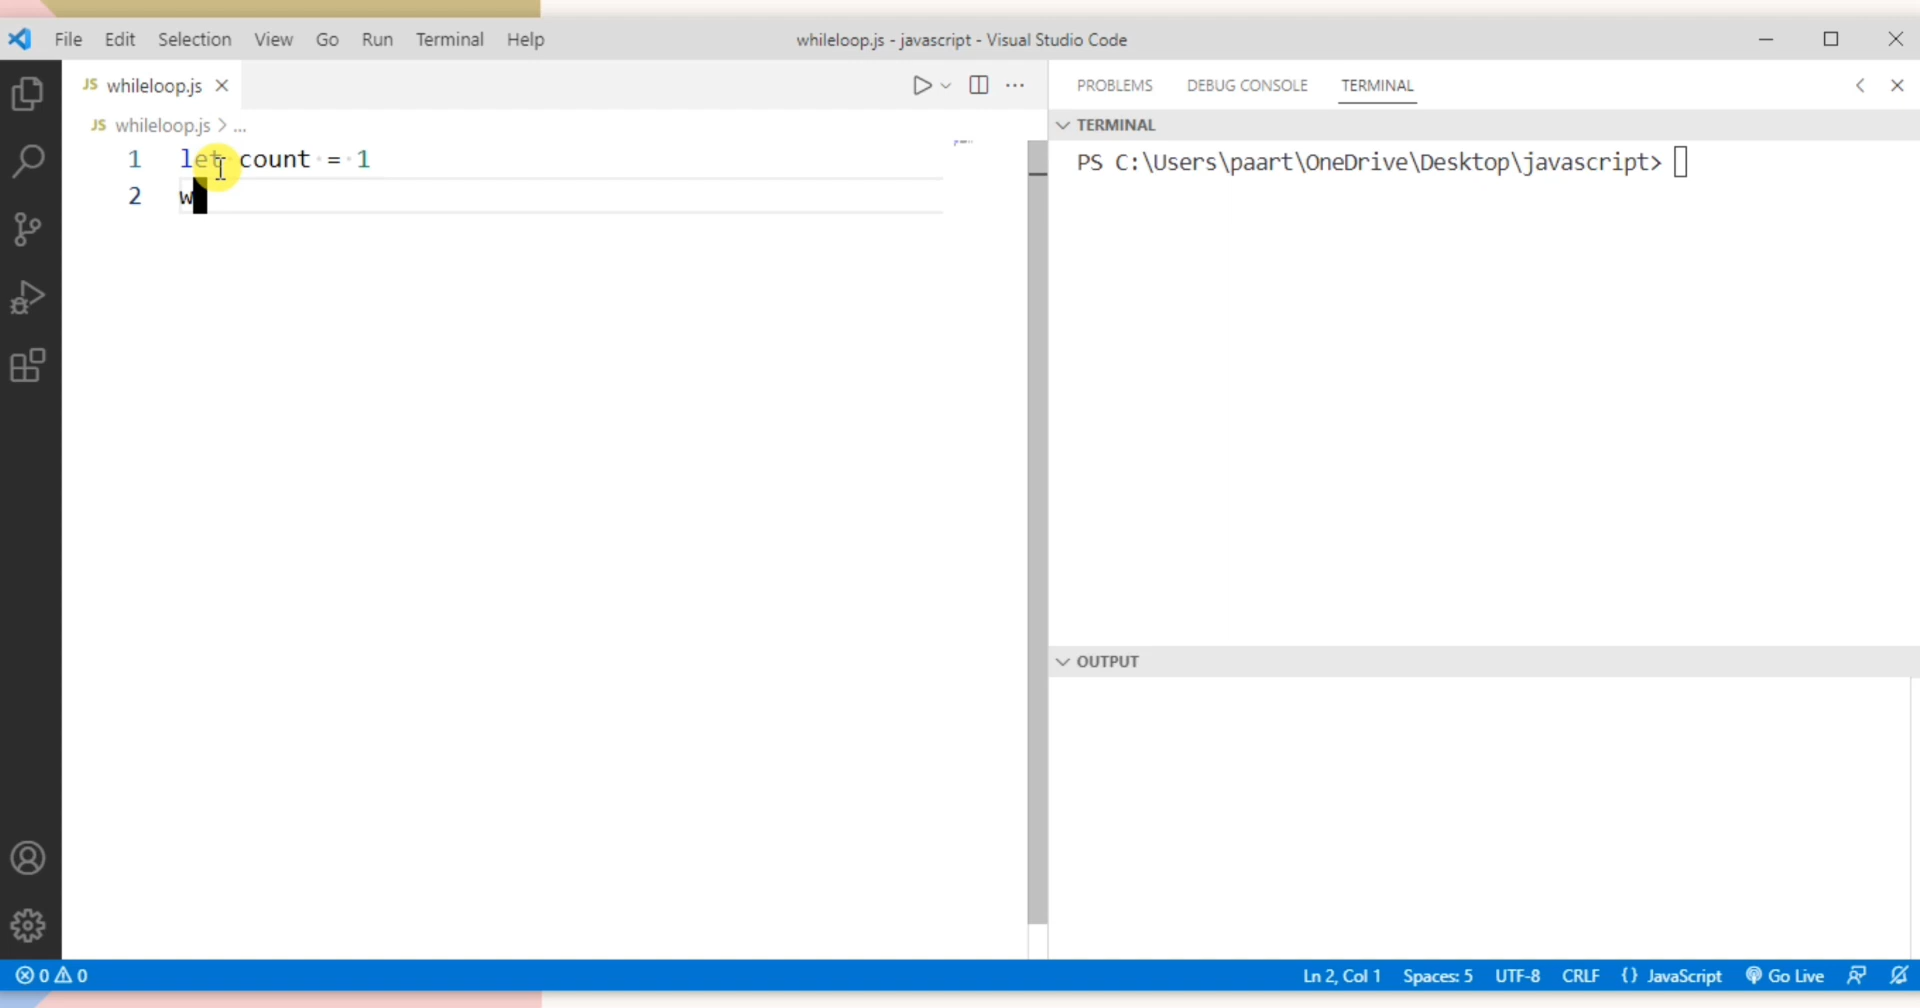 File Edit Selection View Go Run Terminal Help
whileloop.js - javascript - Visual Studio Code
JS whileloop.js
PROBLEMS DEBUG CONSOLE TERMINAL
JS whileloop.js > ...
TERMINAL
1 let count = 1
2 w
PS C:\Users\paart\OneDrive\Desktop\javascript>
OUTPUT
0 0
Ln 2, Col 1 Spaces: 5 UTF-8 CRLF {} JavaScript Go Live